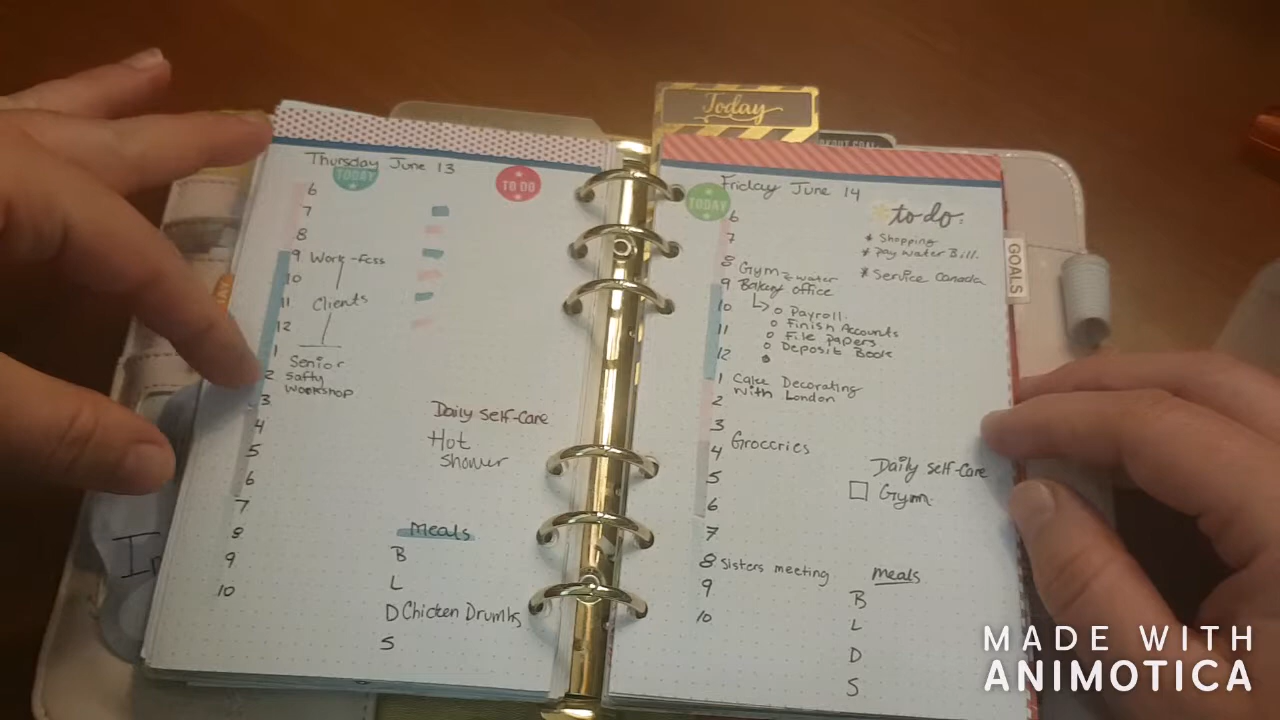 Today
Thursday June 13
TODAY
TO DO
6
7
8
9 Work - Fcss
10
11 Clients
12
1 Senior
2 Safty
Workshop
3
4
5
6
7
8
9
10
Daily Self-Care
Hot
Shower
Meals
B
L
D Chicken Drumks
S
Friday June 14
TODAY
to do:
* Shopping
* Pay water Bill.
* Service Canada
6
7
8 Gym
9 Bakery office
10 o Payroll
o Finish Accounts
11 o File papers
o Deposit Book
12
1 Cake Decorating
With London
2
3
4 Groceries
5
6
7
8 Sisters meeting
9
10
Daily Self-Care
Gym
Meals
B
L
D
S
GOALS
MADE WITH
ANIMOTICA